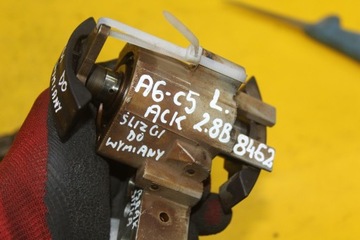 A6-C5 L.
ACK 2.8B 8462
ŚLIZGI
DO
WYMIANY
DO